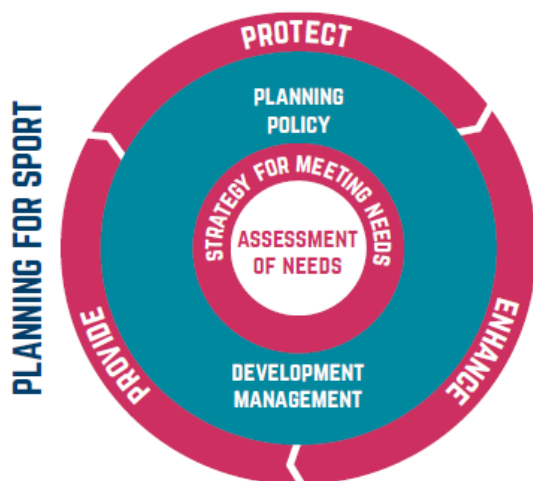 PLANNING FOR SPORT
PROTECT
PLANNING
POLICY
STRATEGY FOR MEETING NEEDS
ASSESSMENT
OF NEEDS
DEVELOPMENT
MANAGEMENT
PROVIDE
ENHANCE